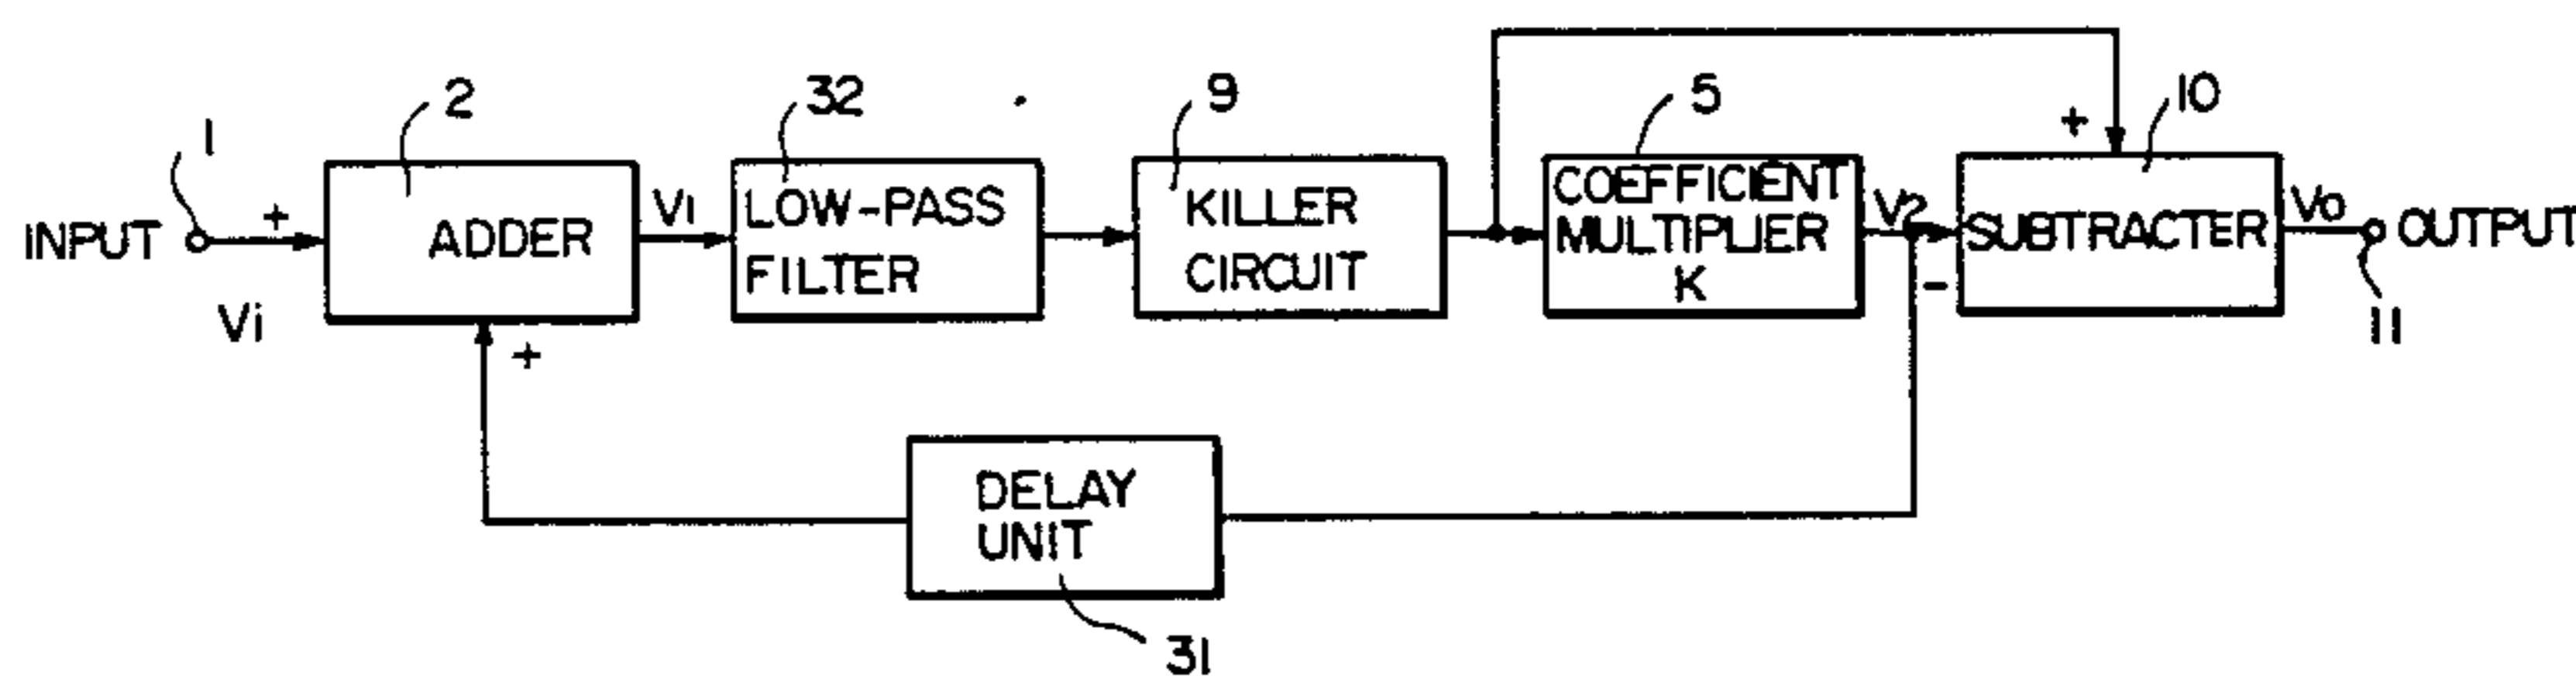 INPUT
1
+
Vi
2
ADDER
+
V1
32
LOW-PASS
FILTER
9
KILLER
CIRCUIT
5
COEFFICIENT
MULTIPLIER
K
V2
+
-
10
SUBTRACTER
Vo
OUTPUT
11
DELAY
UNIT
31